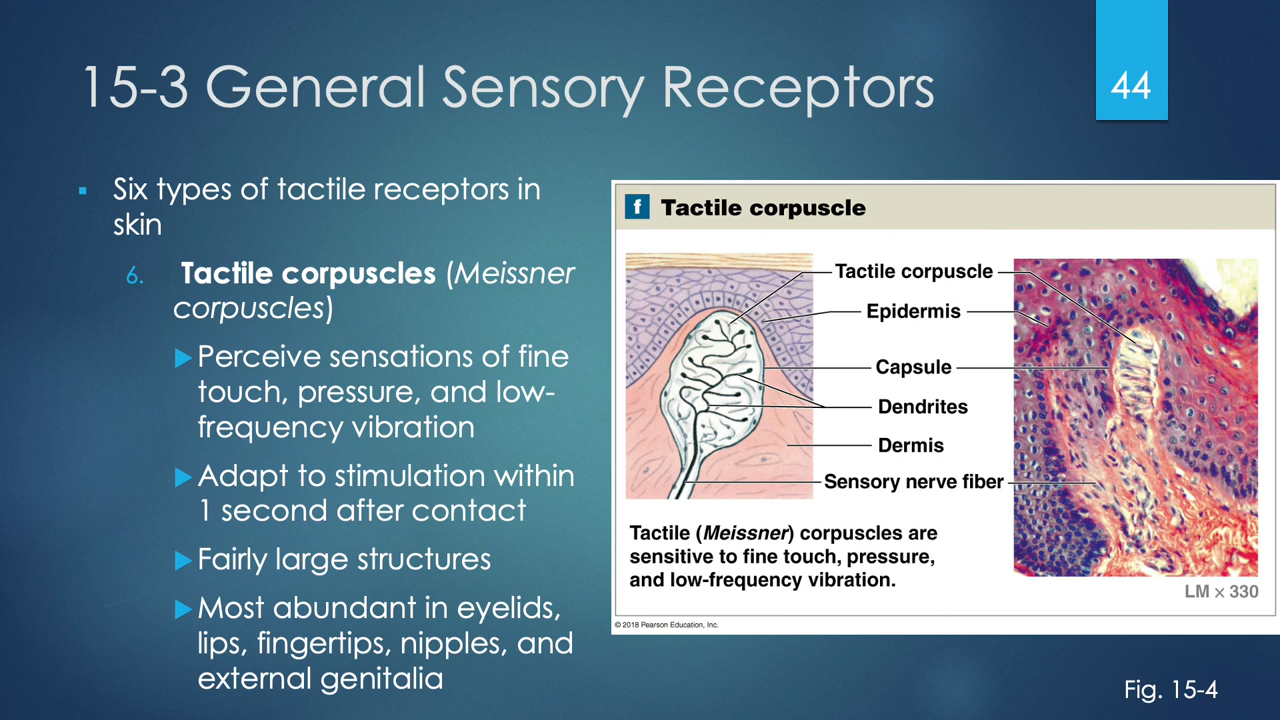 15-3 General Sensory Receptors
44
▪ Six types of tactile receptors in
skin
6. Tactile corpuscles (Meissner
corpuscles)
▶Perceive sensations of fine
touch, pressure, and low-
frequency vibration
▶Adapt to stimulation within
1 second after contact
▶Fairly large structures
▶Most abundant in eyelids,
lips, fingertips, nipples, and
external genitalia
f Tactile corpuscle
Tactile corpuscle
Epidermis
Capsule
Dendrites
Dermis
Sensory nerve fiber
Tactile (Meissner) corpuscles are
sensitive to fine touch, pressure,
and low-frequency vibration.
LM × 330
© 2018 Pearson Education, Inc.
Fig. 15-4